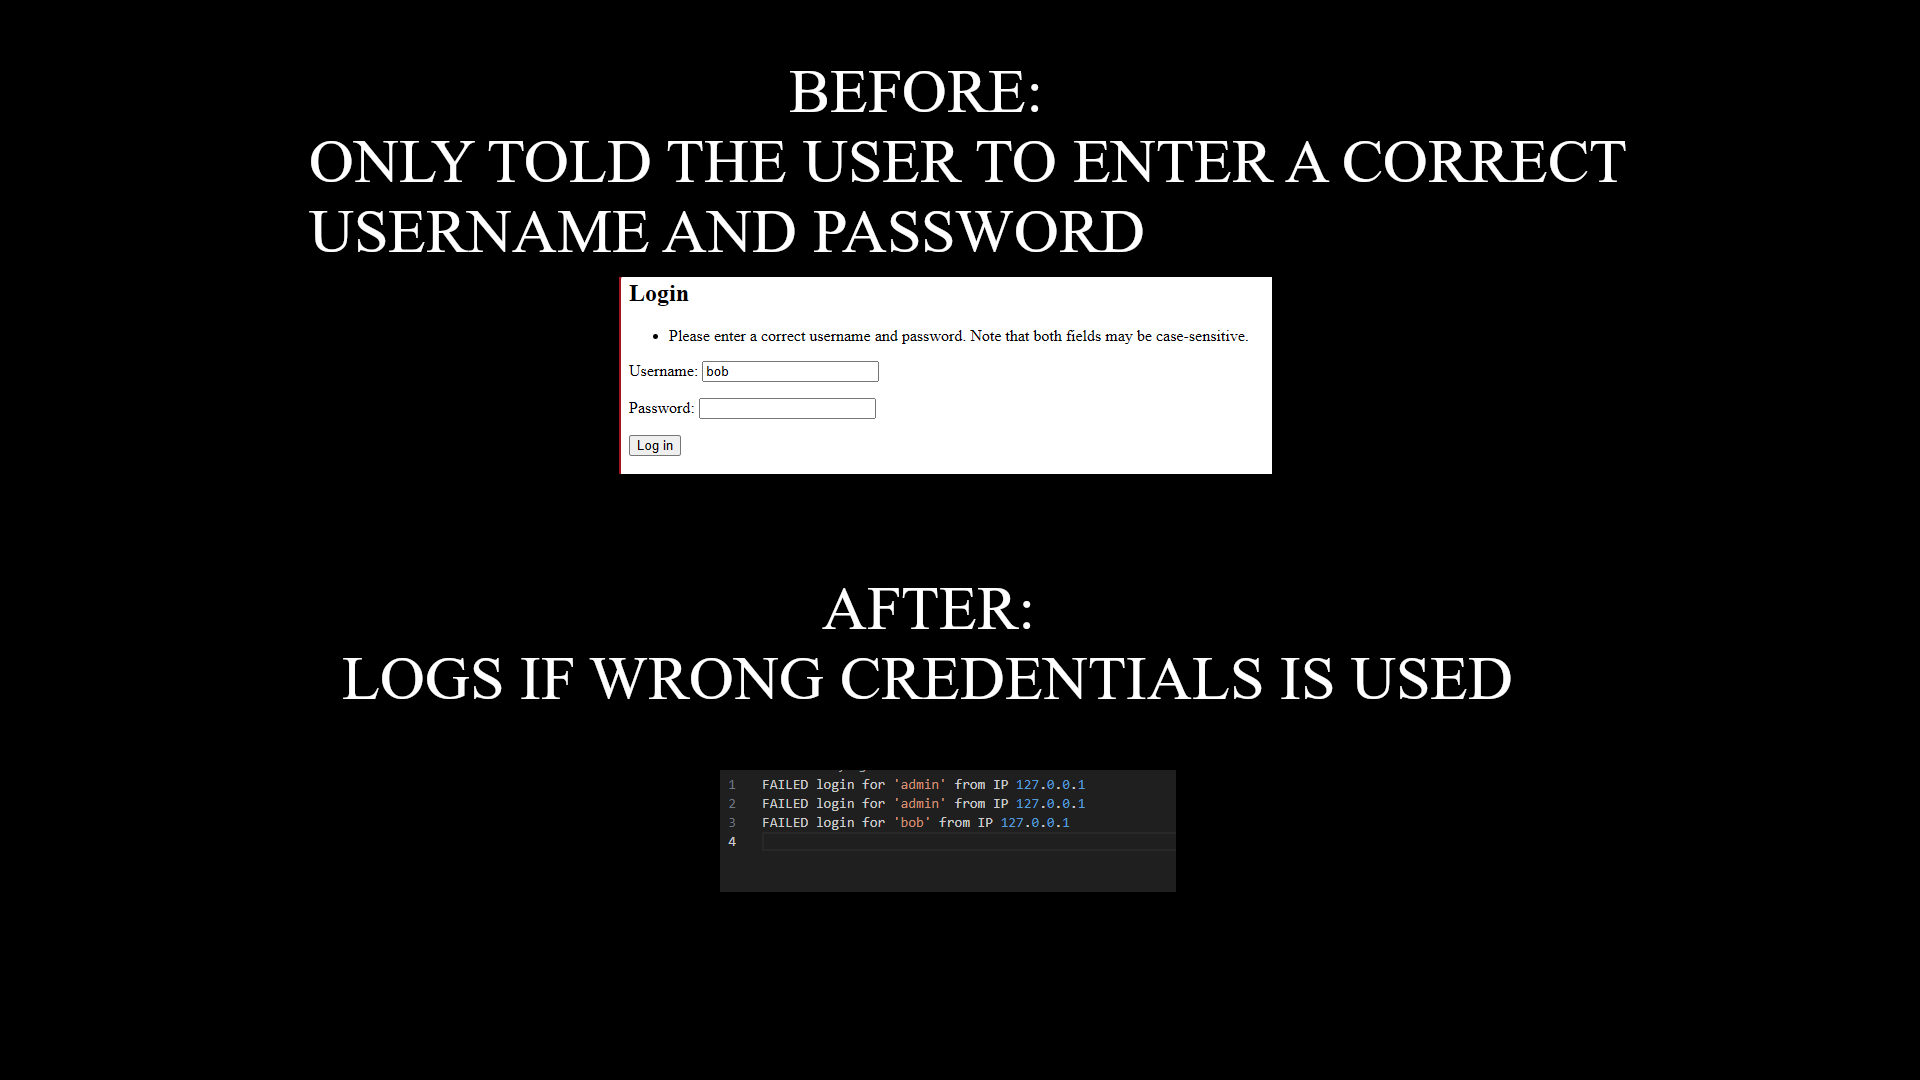 BEFORE:
ONLY TOLD THE USER TO ENTER A CORRECT
USERNAME AND PASSWORD
Login
• Please enter a correct username and password. Note that both fields may be case-sensitive.
Username: bob
Password:
Log in
AFTER:
LOGS IF WRONG CREDENTIALS IS USED
1 FAILED login for 'admin' from IP 127.0.0.1
2 FAILED login for 'admin' from IP 127.0.0.1
3 FAILED login for 'bob' from IP 127.0.0.1
4